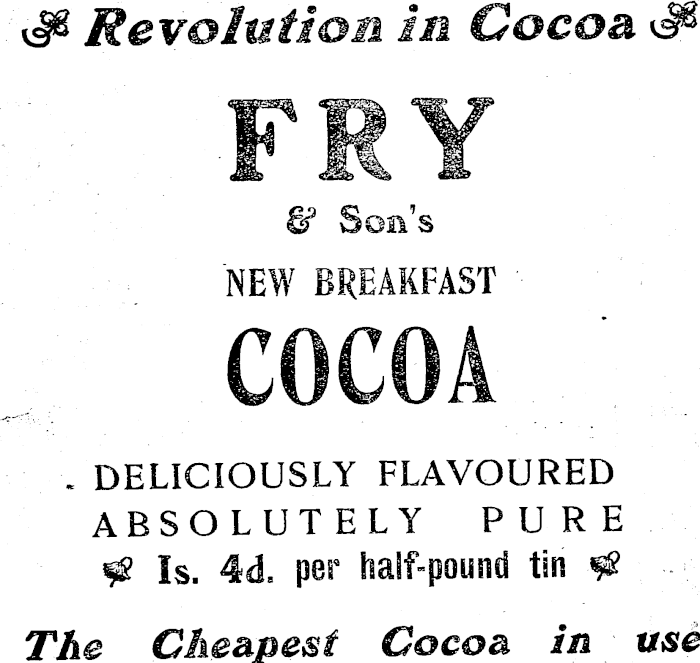 Revolution in Cocoa
FRY
& Son's
NEW BREAKFAST
COCOA
DELICIOUSLY FLAVOURED
ABSOLUTELY PURE
Is. 4d. per half-pound tin
The Cheapest Cocoa in use